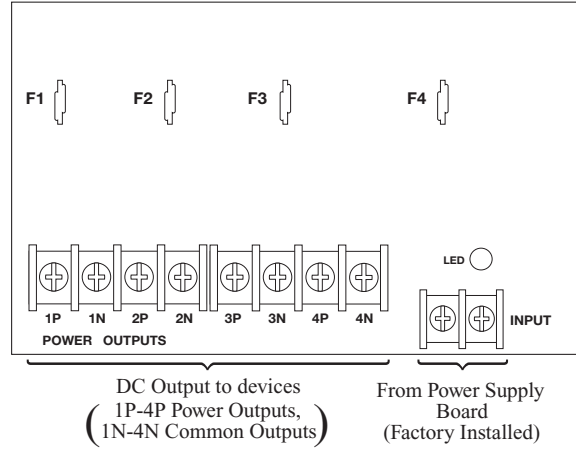 F1 F2 F3 F4
LED
1P 1N 2P 2N 3P 3N 4P 4N
INPUT
POWER OUTPUTS
DC Output to devices
(1P-4P Power Outputs,
1N-4N Common Outputs)
From Power Supply
Board
(Factory Installed)